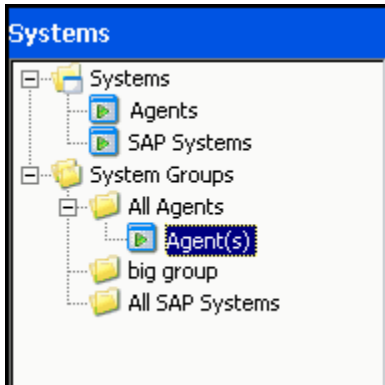 Systems
Systems
Agents
SAP Systems
System Groups
All Agents
Agent(s)
big group
All SAP Systems